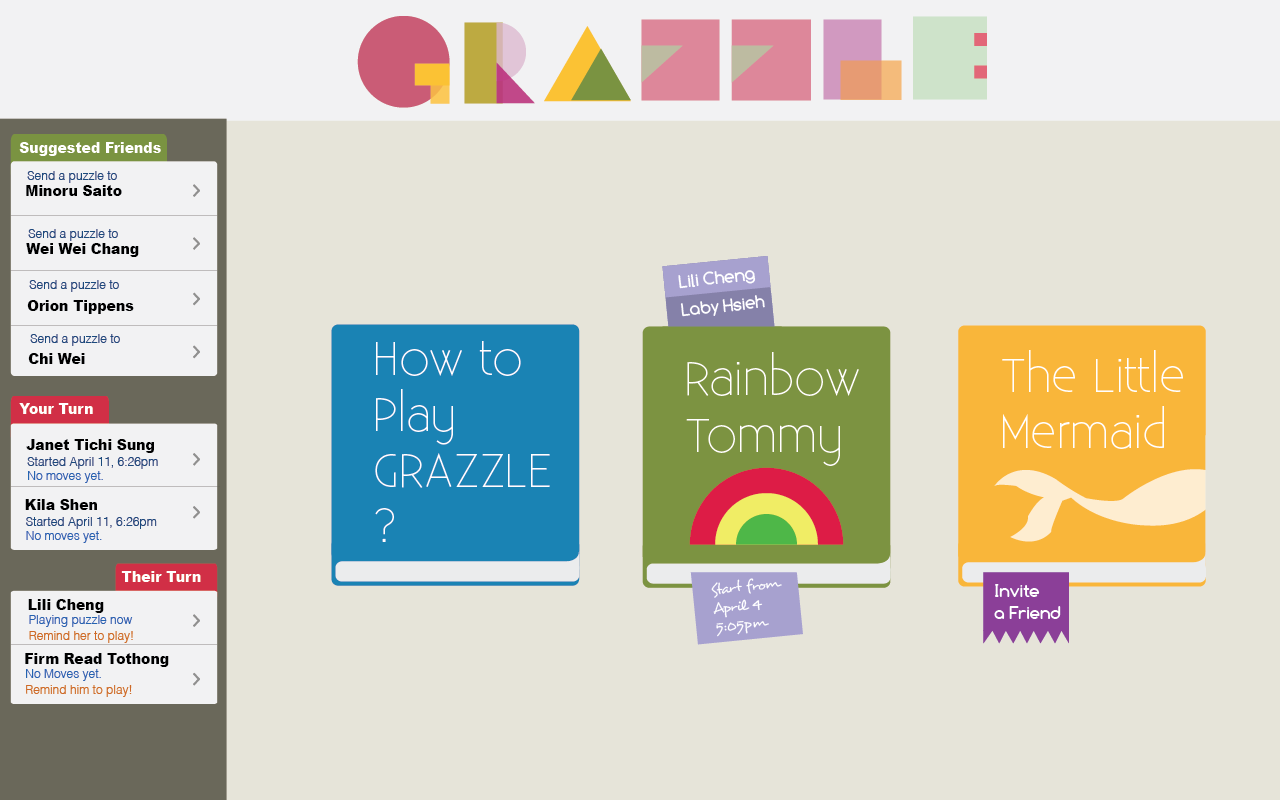 GRAZZLE
Suggested Friends
Send a puzzle to
Minoru Saito
Send a puzzle to
Wei Wei Chang
Send a puzzle to
Orion Tippens
Send a puzzle to
Chi Wei
Your Turn
Janet Tichi Sung
Started April 11, 6:26pm
No moves yet.
Kila Shen
Started April 11, 6:26pm
No moves yet.
Their Turn
Lili Cheng
Playing puzzle now
Remind her to play!
Firm Read Tothong
No Moves yet.
Remind him to play!
How to
Play
GRAZZLE
?
Lili Cheng
Laby Hsieh
Rainbow
Tommy
Start from
April 4
5:05pm
The Little
Mermaid
Invite
a Friend